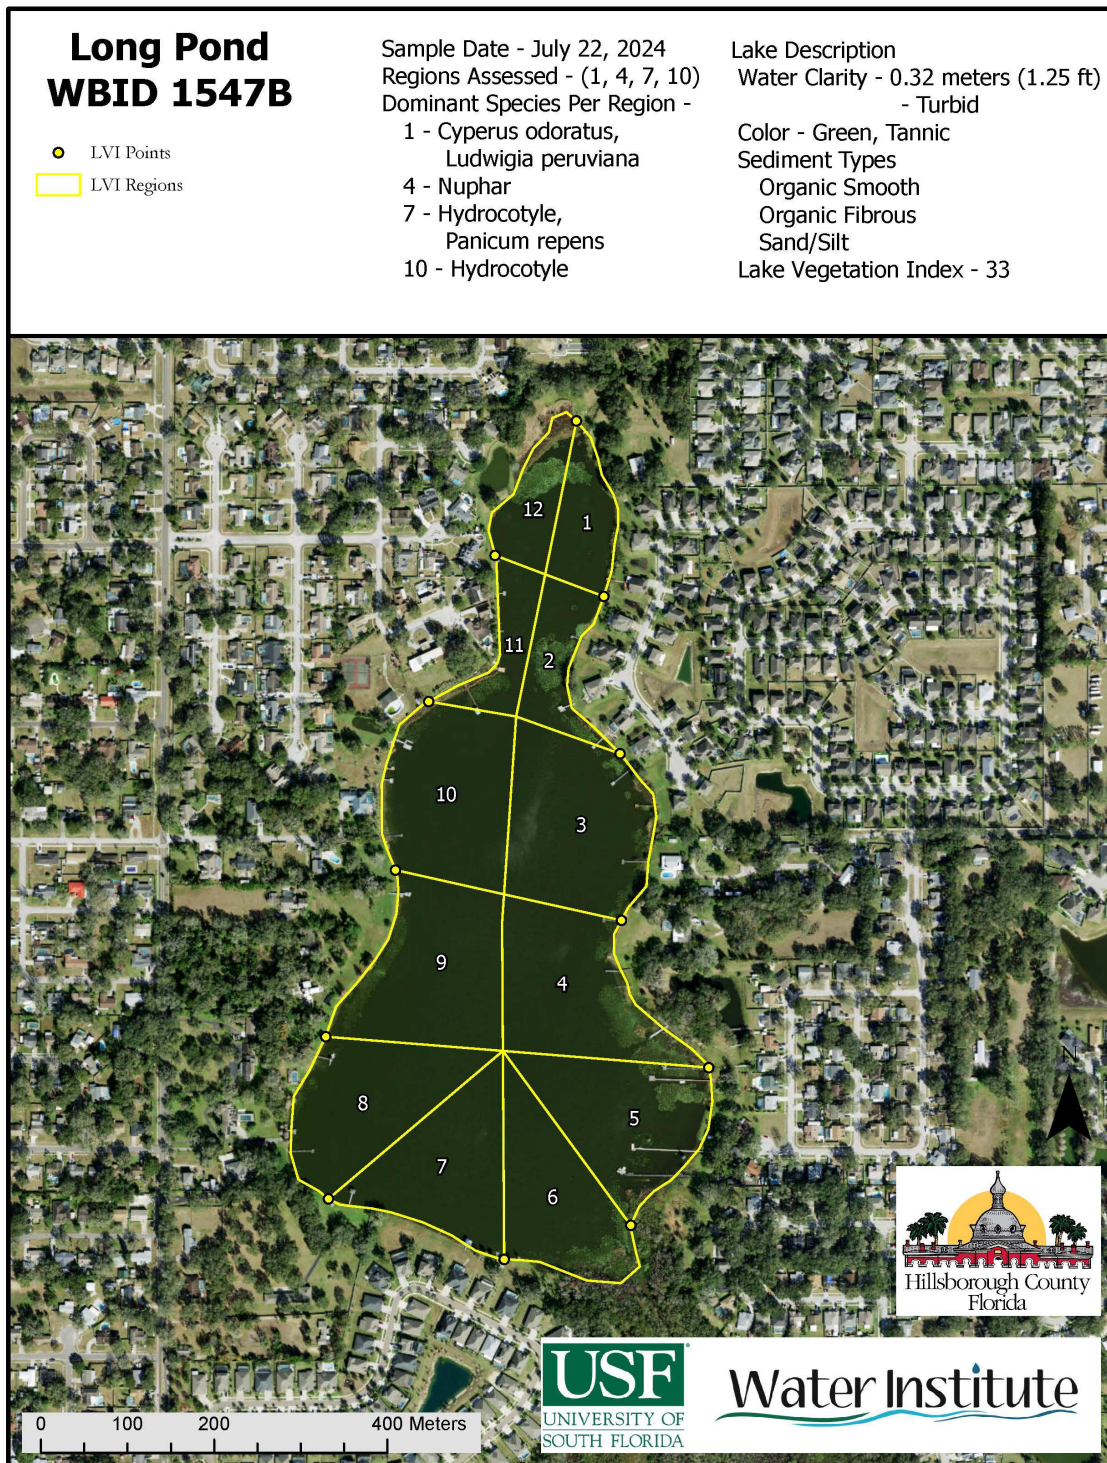 Long Pond
WBID 1547B
LVI Points
LVI Regions
Sample Date - July 22, 2024
Regions Assessed - (1, 4, 7, 10)
Dominant Species Per Region -
1 - Cyperus odoratus,
Ludwigia peruviana
4 - Nuphar
7 - Hydrocotyle,
Panicum repens
10 - Hydrocotyle
Lake Description
Water Clarity - 0.32 meters (1.25 ft)
- Turbid
Color - Green, Tannic
Sediment Types
Organic Smooth
Organic Fibrous
Sand/Silt
Lake Vegetation Index - 33
12
1
11
2
10
3
9
4
8
5
7
6
N
Hillsborough County
Florida
USF
UNIVERSITY OF
SOUTH FLORIDA
Water Institute
0 100 200 400 Meters